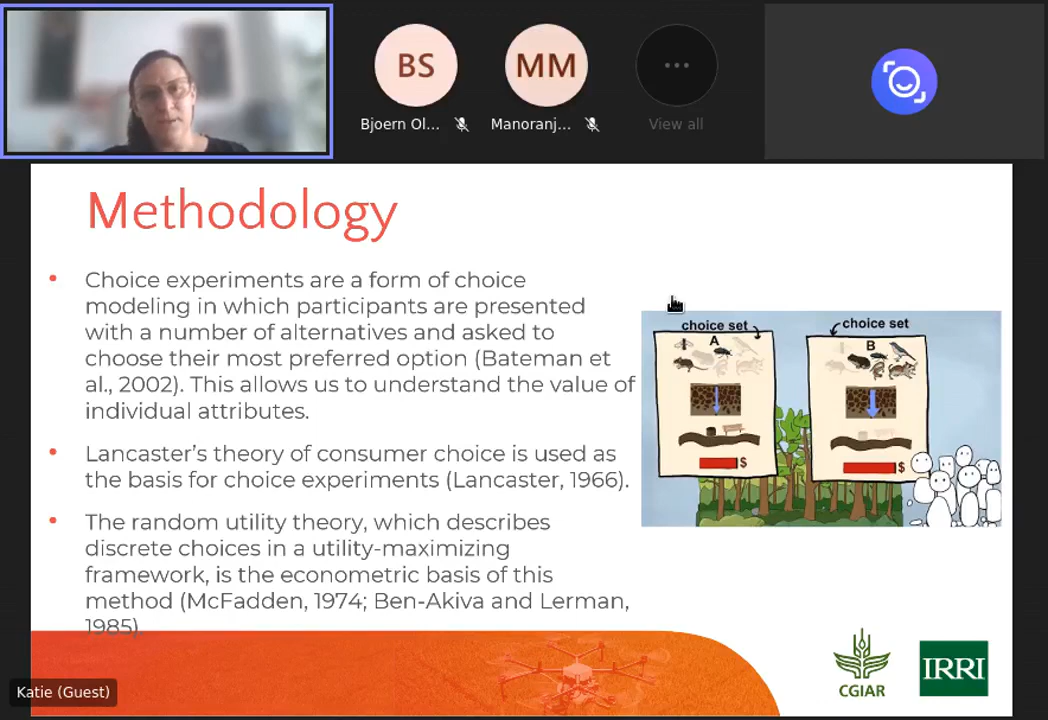 BS
MM
Bjoern Ol...
Manoranj...
View all
Methodology
• Choice experiments are a form of choice
modeling in which participants are presented
with a number of alternatives and asked to
choose their most preferred option (Bateman et
al., 2002). This allows us to understand the value of
individual attributes.
• Lancaster’s theory of consumer choice is used as
the basis for choice experiments (Lancaster, 1966).
• The random utility theory, which describes
discrete choices in a utility-maximizing
framework, is the econometric basis of this
method (McFadden, 1974; Ben-Akiva and Lerman,
1985).
choice set
A
$
choice set
B
$
Katie (Guest)
CGIAR
IRRI